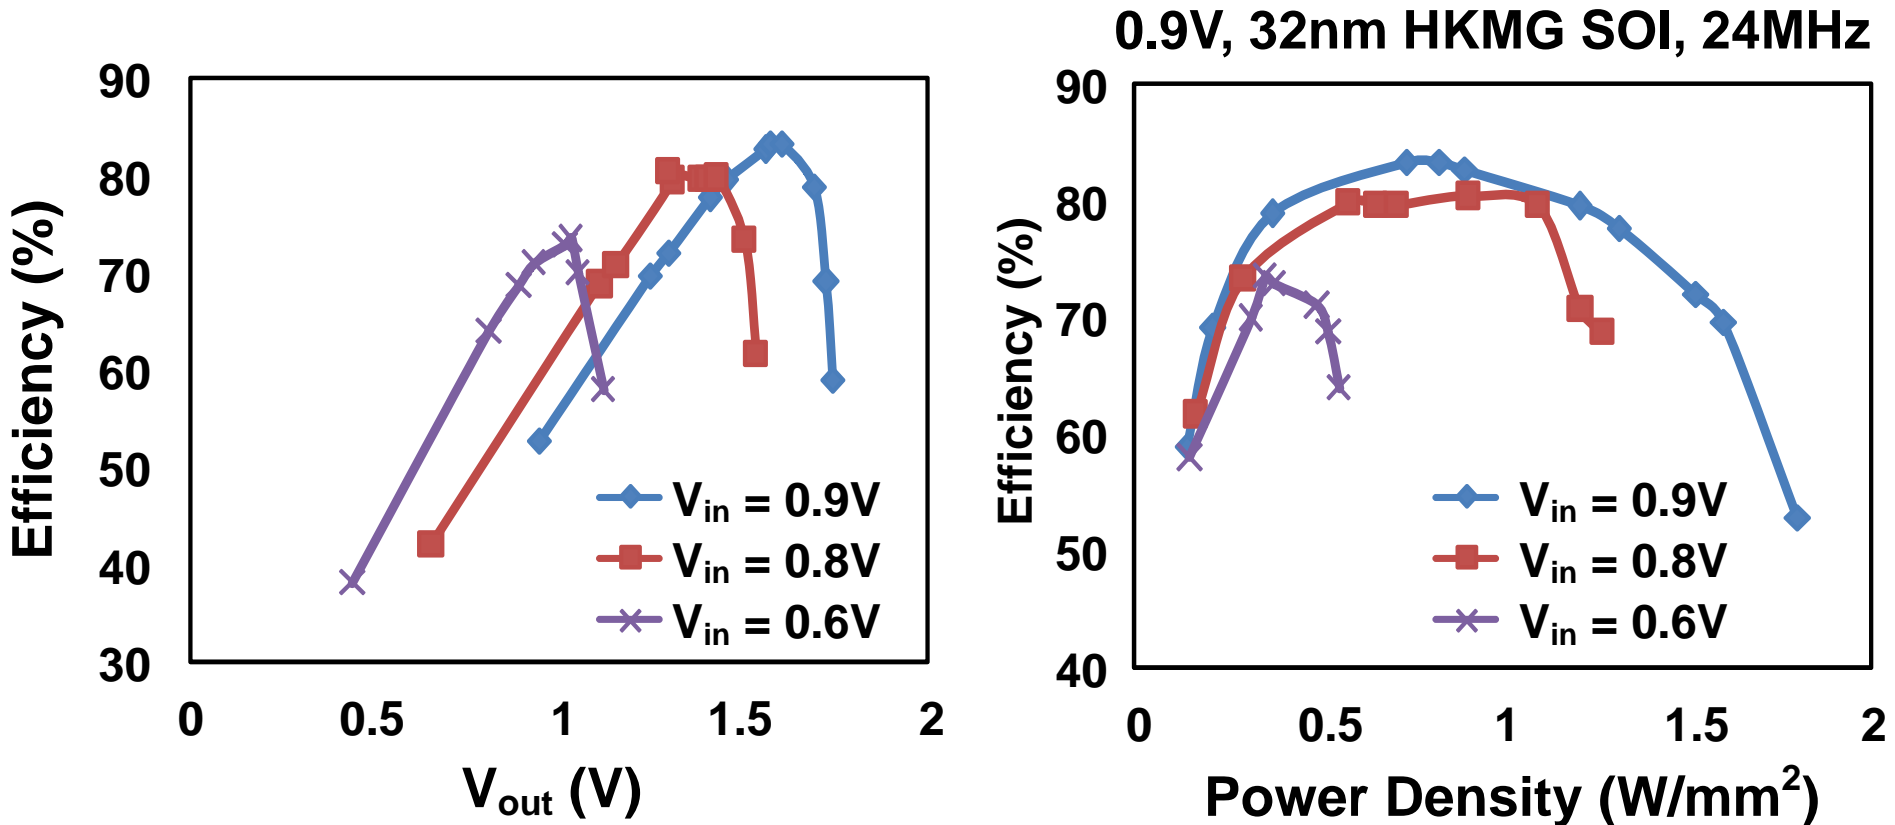 0.9V, 32nm HKMG SOI, 24MHz
90
80
70
60
50
40
30
Efficiency (%)
0
0.5
1
1.5
2
V_out (V)
V_in = 0.9V
V_in = 0.8V
V_in = 0.6V
90
80
70
60
50
40
Efficiency (%)
0
0.5
1
1.5
2
Power Density (W/mm²)
V_in = 0.9V
V_in = 0.8V
V_in = 0.6V